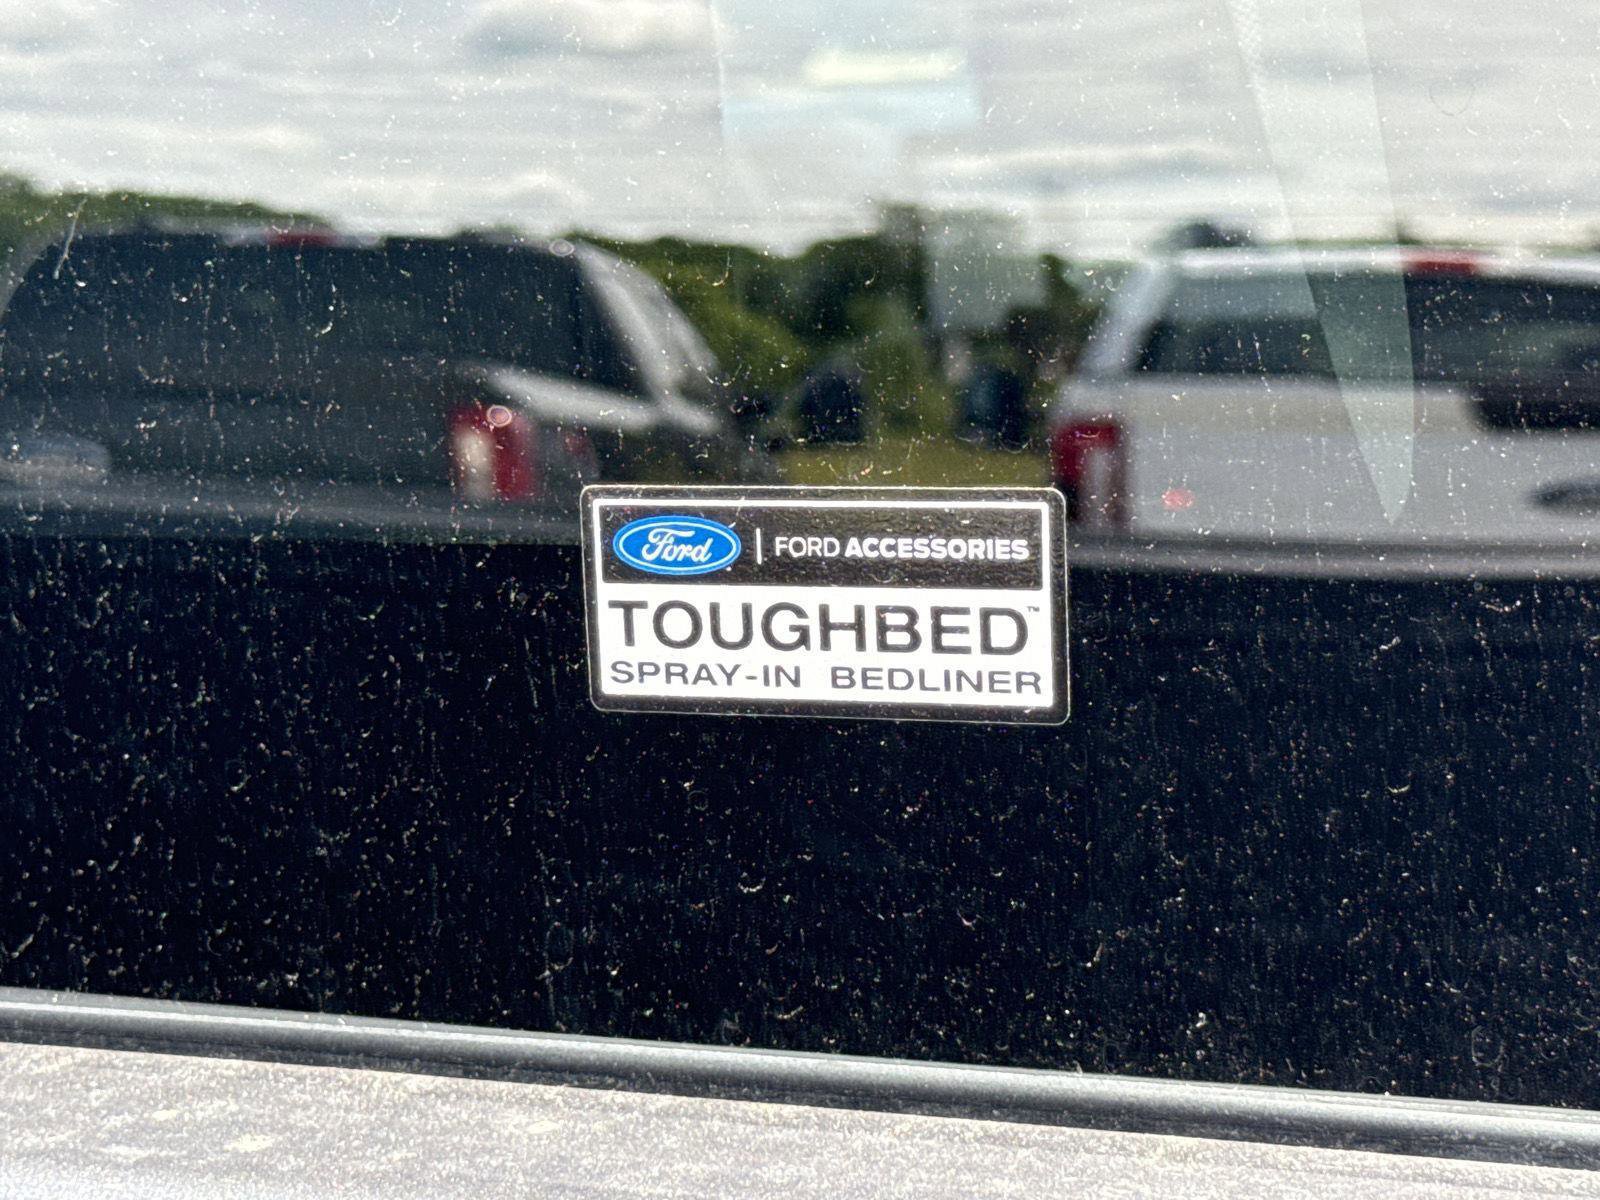 Ford | FORD ACCESSORIES
TOUGHBED™
SPRAY-IN BEDLINER